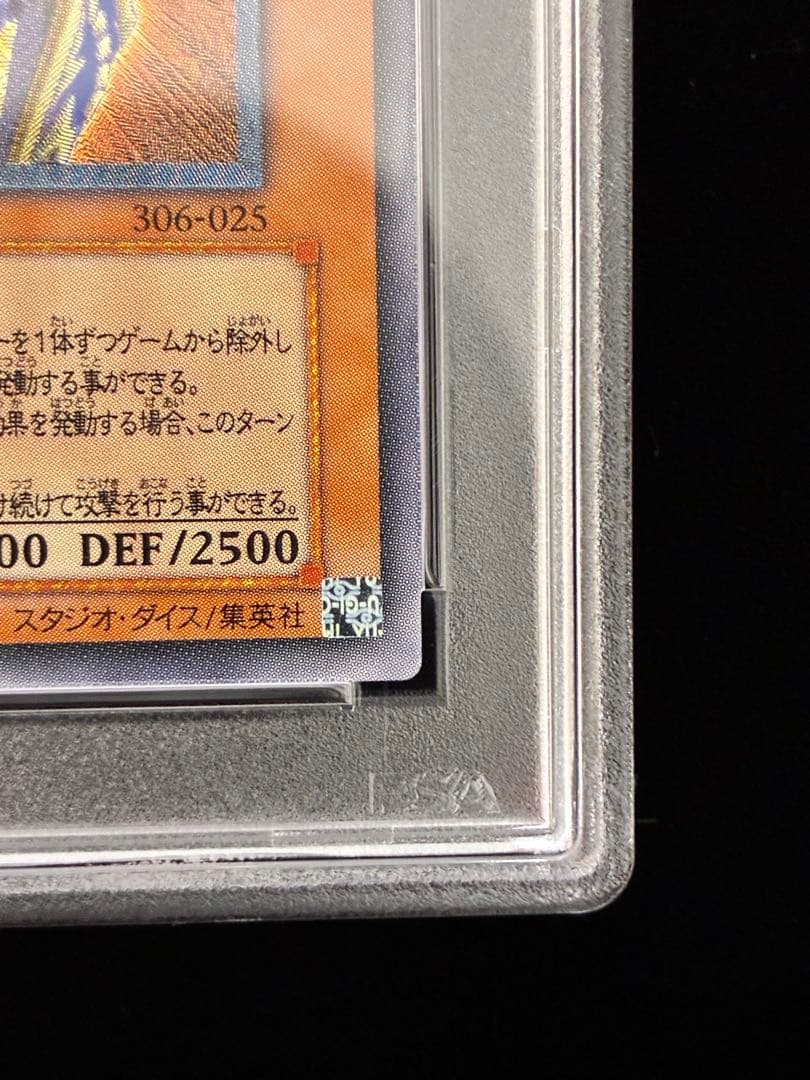 306-025
ーを1体ずつゲームから除外し
発動する事ができる。
効果を発動する場合、このターン
け続けて攻撃を行う事ができる。
00 DEF/2500
スタジオ・ダイス/集英社
PSA